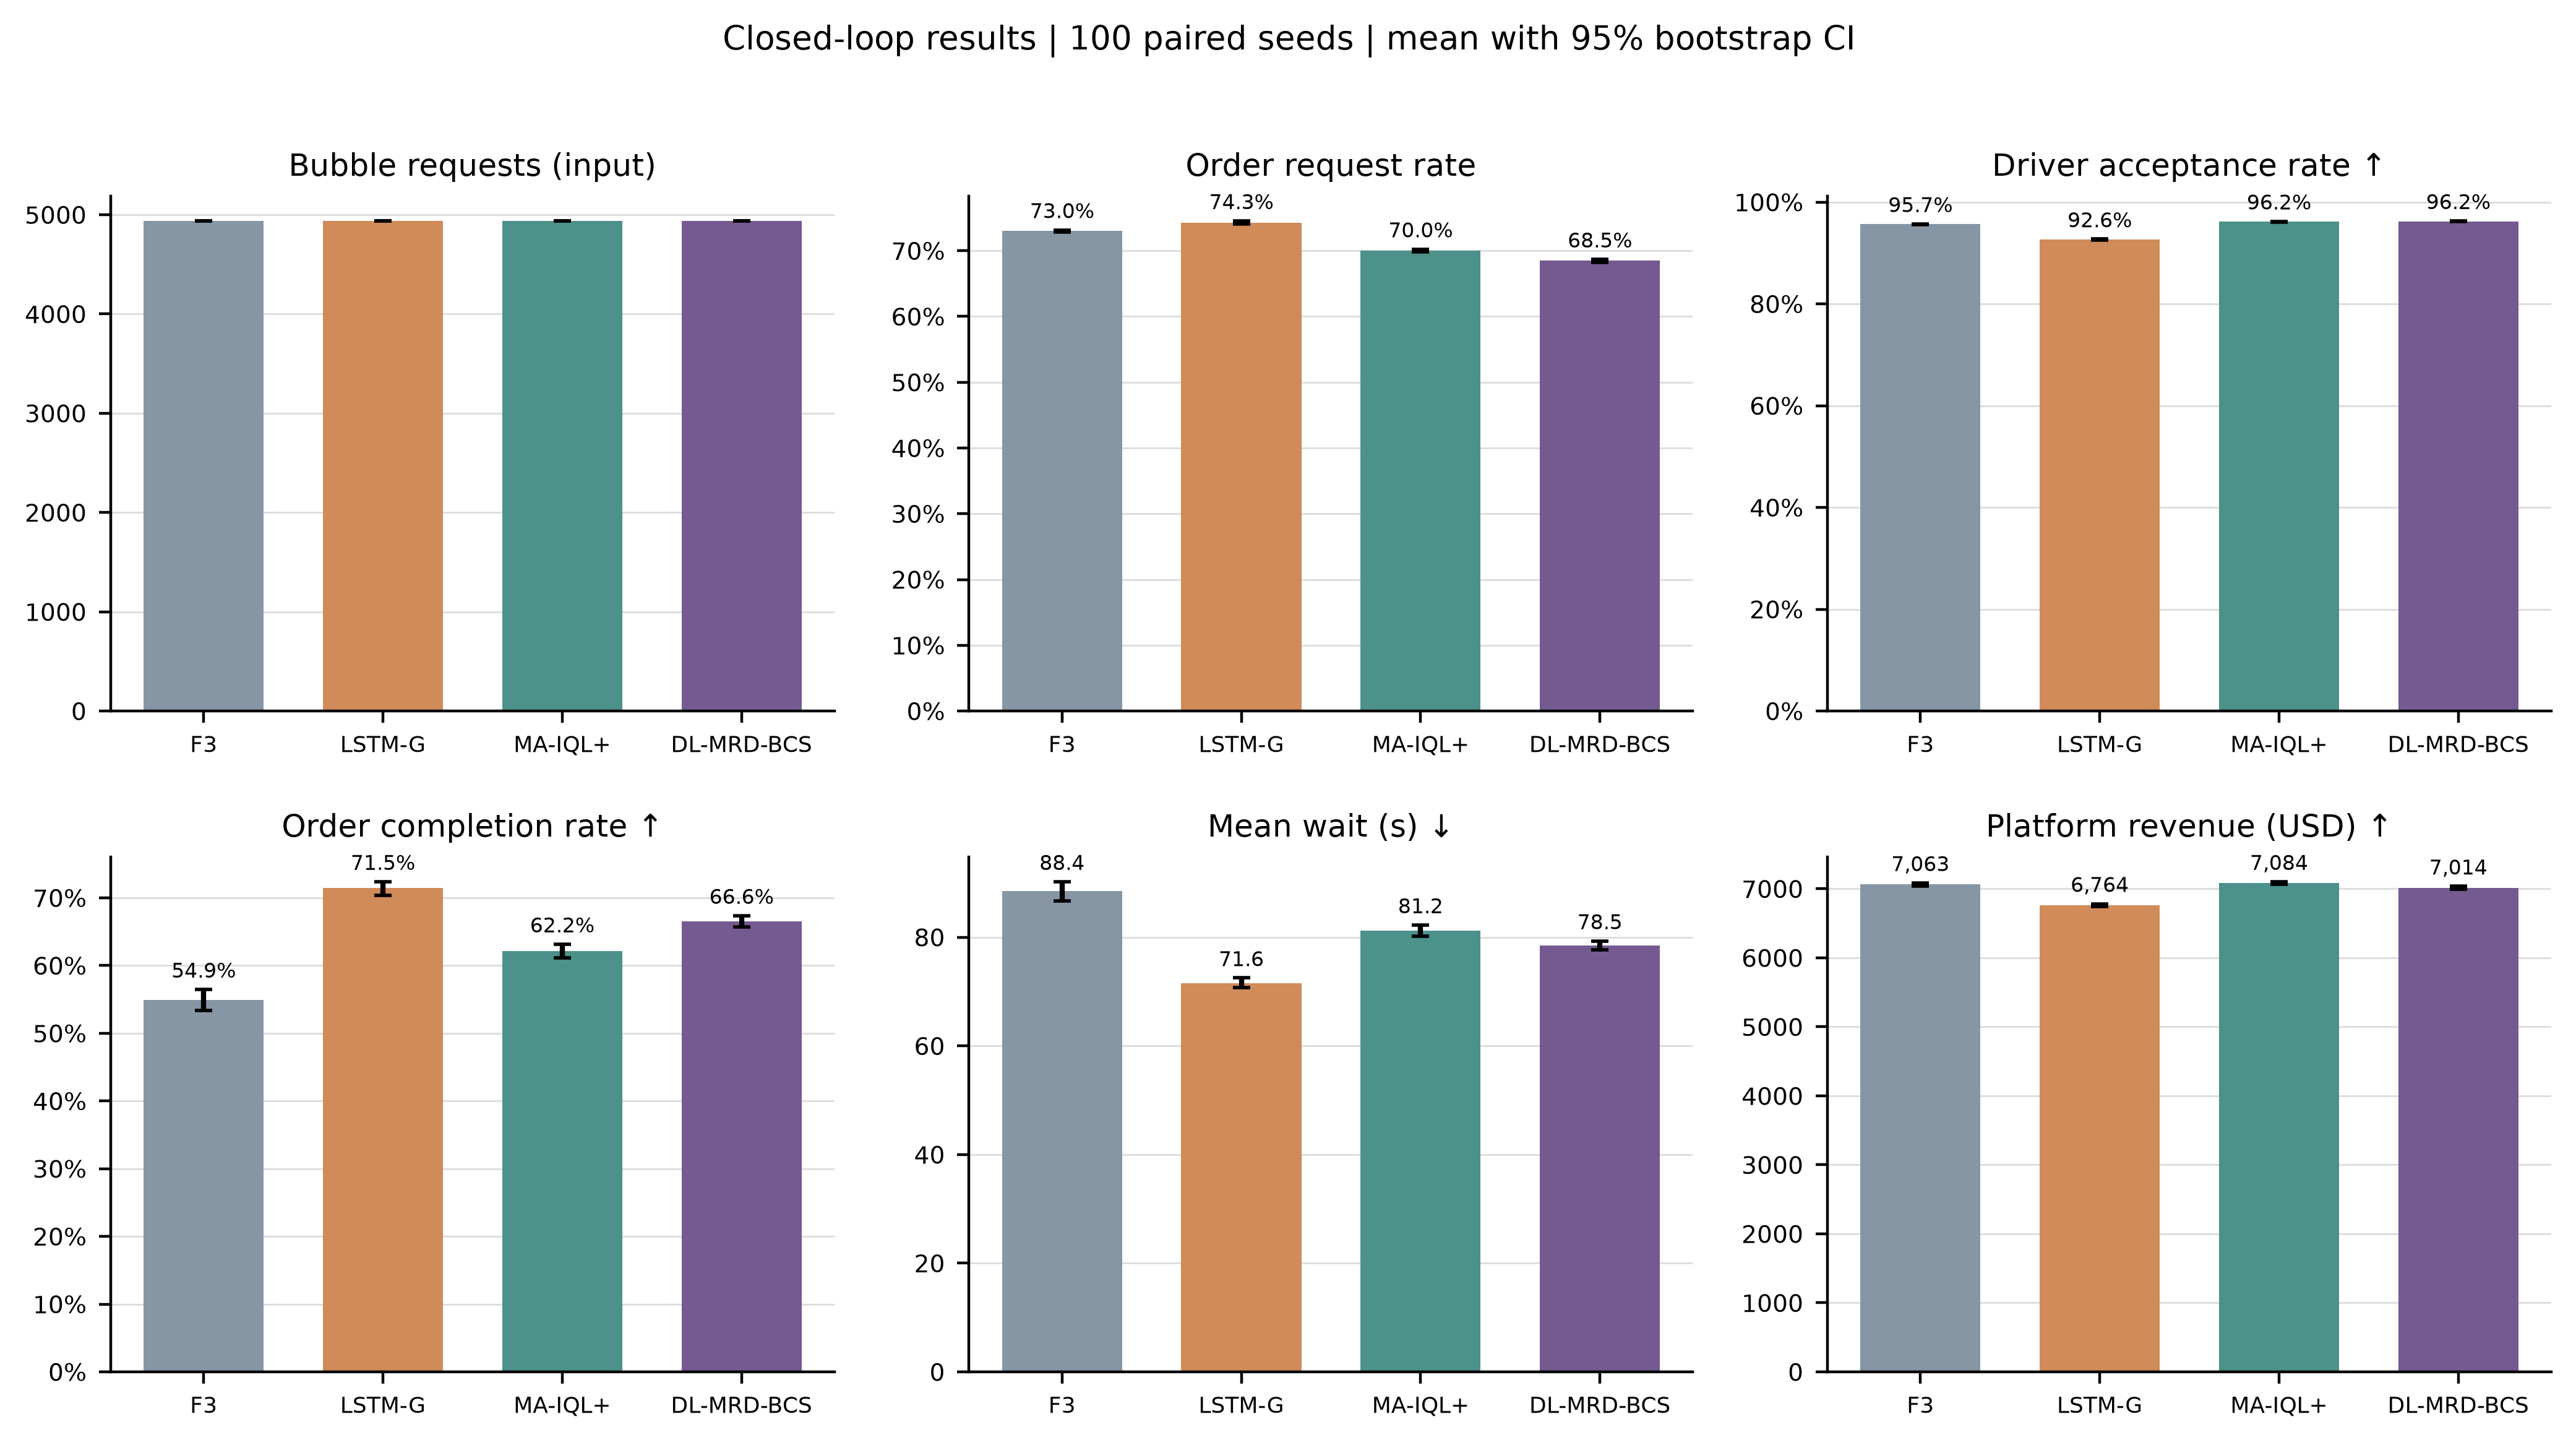 Closed-loop results | 100 paired seeds | mean with 95% bootstrap CI
Bubble requests (input)
5000
4000
3000
2000
1000
0
F3 LSTM-G MA-IQL+ DL-MRD-BCS
Order request rate
73.0% 74.3% 70.0% 68.5%
70%
60%
50%
40%
30%
20%
10%
0%
F3 LSTM-G MA-IQL+ DL-MRD-BCS
Driver acceptance rate ↑
95.7% 92.6% 96.2% 96.2%
100%
80%
60%
40%
20%
0%
F3 LSTM-G MA-IQL+ DL-MRD-BCS
Order completion rate ↑
54.9% 71.5% 62.2% 66.6%
70%
60%
50%
40%
30%
20%
10%
0%
F3 LSTM-G MA-IQL+ DL-MRD-BCS
Mean wait (s) ↓
88.4 71.6 81.2 78.5
80
60
40
20
0
F3 LSTM-G MA-IQL+ DL-MRD-BCS
Platform revenue (USD) ↑
7,063 6,764 7,084 7,014
7000
6000
5000
4000
3000
2000
1000
0
F3 LSTM-G MA-IQL+ DL-MRD-BCS